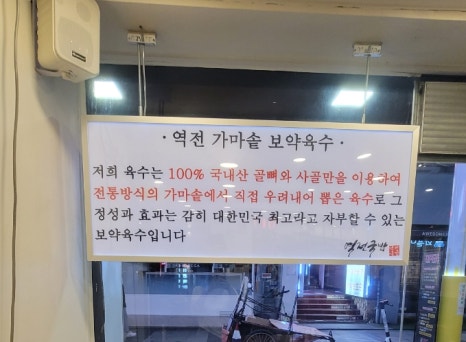 · 역전 가마솥 보약육수 ·
저희 육수는 100% 국내산 골뼈와 사골만을 이용하여
전통방식의 가마솥에서 직접 우려내어 뽑은 육수로 그
정성과 효과는 감히 대한민국 최고라고 자부할 수 있는
보약육수입니다